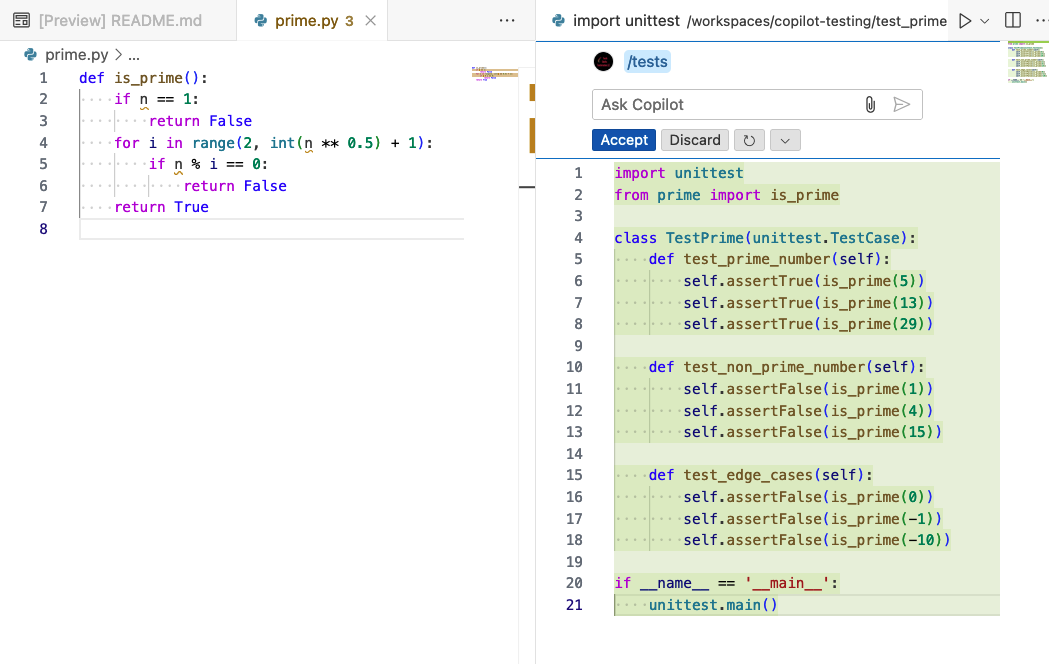 [Preview] README.md
prime.py 3
prime.py > ...
1 def is_prime():
2 if n == 1:
3 return False
4 for i in range(2, int(n ** 0.5) + 1):
5 if n % i == 0:
6 return False
7 return True
8
import unittest /workspaces/copilot-testing/test_prime
/tests
Ask Copilot
Accept Discard
1 import unittest
2 from prime import is_prime
3
4 class TestPrime(unittest.TestCase):
5 def test_prime_number(self):
6 self.assertTrue(is_prime(5))
7 self.assertTrue(is_prime(13))
8 self.assertTrue(is_prime(29))
9
10 def test_non_prime_number(self):
11 self.assertFalse(is_prime(1))
12 self.assertFalse(is_prime(4))
13 self.assertFalse(is_prime(15))
14
15 def test_edge_cases(self):
16 self.assertFalse(is_prime(0))
17 self.assertFalse(is_prime(-1))
18 self.assertFalse(is_prime(-10))
19
20 if __name__ == '__main__':
21 unittest.main()